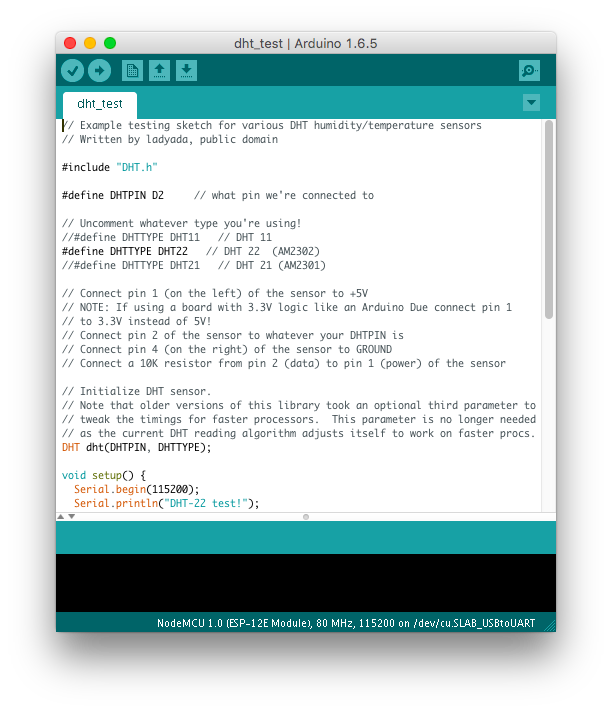 dht_test | Arduino 1.6.5
dht_test
// Example testing sketch for various DHT humidity/temperature sensors
// Written by ladyada, public domain
#include "DHT.h"
#define DHTPIN D2     // what pin we're connected to
// Uncomment whatever type you're using!
//#define DHTTYPE DHT11   // DHT 11
#define DHTTYPE DHT22   // DHT 22  (AM2302)
//#define DHTTYPE DHT21   // DHT 21 (AM2301)
// Connect pin 1 (on the left) of the sensor to +5V
// NOTE: If using a board with 3.3V logic like an Arduino Due connect pin 1
// to 3.3V instead of 5V!
// Connect pin 2 of the sensor to whatever your DHTPIN is
// Connect pin 4 (on the right) of the sensor to GROUND
// Connect a 10K resistor from pin 2 (data) to pin 1 (power) of the sensor
// Initialize DHT sensor.
// Note that older versions of this library took an optional third parameter to
// tweak the timings for faster processors.  This parameter is no longer needed
// as the current DHT reading algorithm adjusts itself to work on faster procs.
DHT dht(DHTPIN, DHTTYPE);
void setup() {
  Serial.begin(115200);
  Serial.println("DHT-22 test!");
NodeMCU 1.0 (ESP-12E Module), 80 MHz, 115200 on /dev/cu.SLAB_USBtoUART